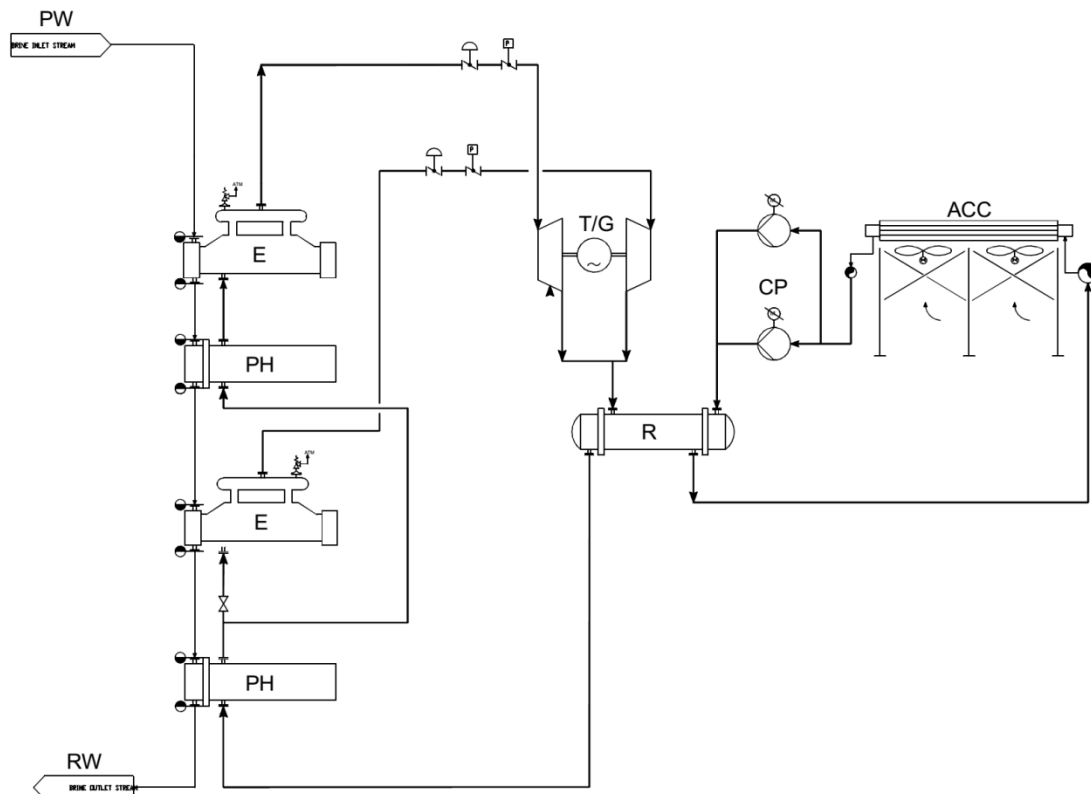 PW
BRINE INLET STREAM
P
P
ATM
E
T/G
~
ACC
CP
PH
R
ATM
E
PH
RW
BRINE OUTLET STREAM